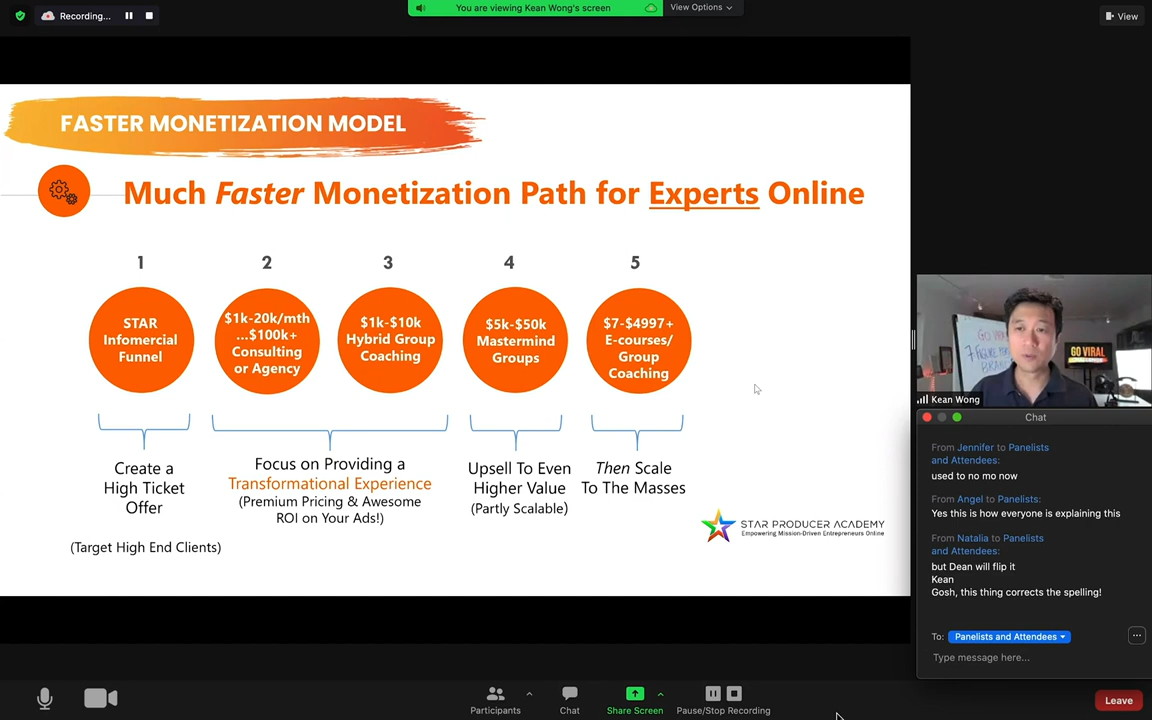 Recording...
You are viewing Kean Wong's screen
View Options
View
FASTER MONETIZATION MODEL
Much Faster Monetization Path for Experts Online
1
2
3
4
5
STAR
Infomercial
Funnel
$1k-20k/mth
...$100k+
Consulting
or Agency
$1k-$10k
Hybrid Group
Coaching
$5k-$50k
Mastermind
Groups
$7-$4997+
E-courses/
Group
Coaching
Create a
High Ticket
Offer
(Target High End Clients)
Focus on Providing a
Transformational Experience
(Premium Pricing & Awesome
ROI on Your Ads!)
Upsell To Even
Higher Value
(Partly Scalable)
Then Scale
To The Masses
STAR PRODUCER ACADEMY
Empowering Mission-Driven Entrepreneurs Online
GO VIRAL
Kean Wong
Chat
From Jennifer to Panelists
and Attendees:
used to no mo now
From Angel to Panelists:
Yes this is how everyone is explaining this
From Natalia to Panelists
and Attendees:
but Dean will flip it
Kean
Gosh, this thing corrects the spelling!
To: Panelists and Attendees
Type message here...
Participants
Chat
Share Screen
Pause/Stop Recording
Leave